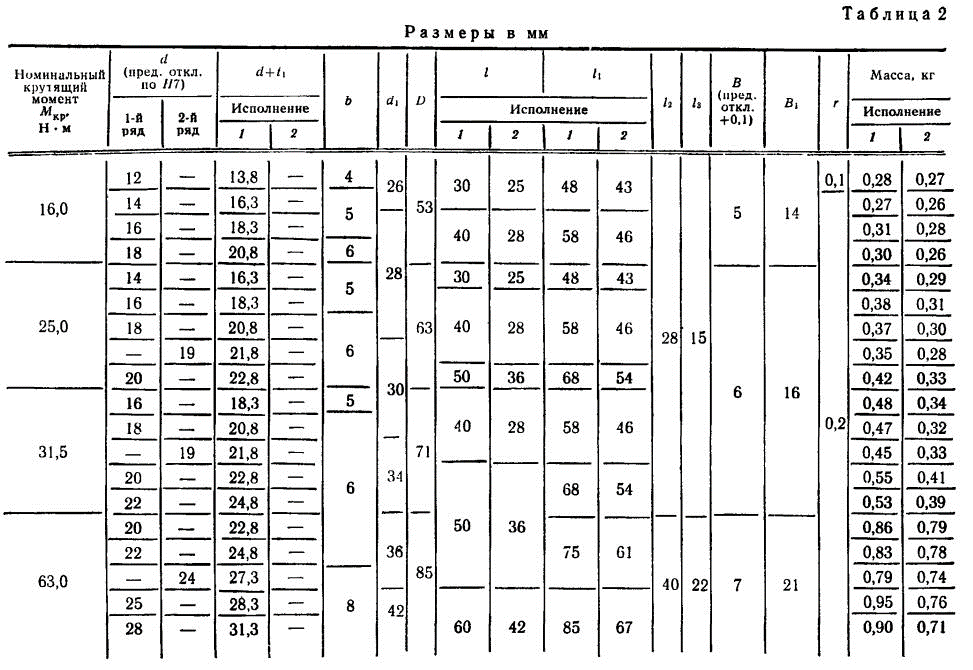 Таблица 2
Размеры в мм
Номинальный крутящий момент Mкр, Н·м | d (пред. откл. по H7) | d+t₁ | b | d₁ | D | l | l₁ | l₂ | l₃ | B (пред. откл. +0,1) | B₁ | r | Масса, кг
1-й ряд | 2-й ряд | Исполнение | Исполнение | Исполнение
1 | 2 | 1 | 2 | 1 | 2 | 1 | 2
12 — 13,8 — 4 26 30 25 48 43 0,1 0,28 0,27
16,0 14 — 16,3 — 5 53 5 14 0,27 0,26
16 — 18,3 — 40 28 58 46 0,31 0,28
18 — 20,8 — 6 0,30 0,26
14 — 16,3 — 5 28 30 25 48 43 0,34 0,29
16 — 18,3 — 0,38 0,31
25,0 18 — 20,8 — 63 40 28 58 46 28 15 0,37 0,30
— 19 21,8 — 6 0,35 0,28
20 — 22,8 — 30 50 36 68 54 6 16 0,42 0,33
16 — 18,3 — 5 0,48 0,34
18 — 20,8 — 40 28 58 46 0,2 0,47 0,32
31,5 — 19 21,8 — 71 0,45 0,33
20 — 22,8 — 6 34 68 54 0,55 0,41
22 — 24,8 — 0,53 0,39
20 — 22,8 — 50 36 0,86 0,79
22 — 24,8 — 36 75 61 0,83 0,78
63,0 — 24 27,3 — 85 40 22 7 21 0,79 0,74
25 — 28,3 — 8 42 0,95 0,76
28 — 31,3 — 60 42 85 67 0,90 0,71